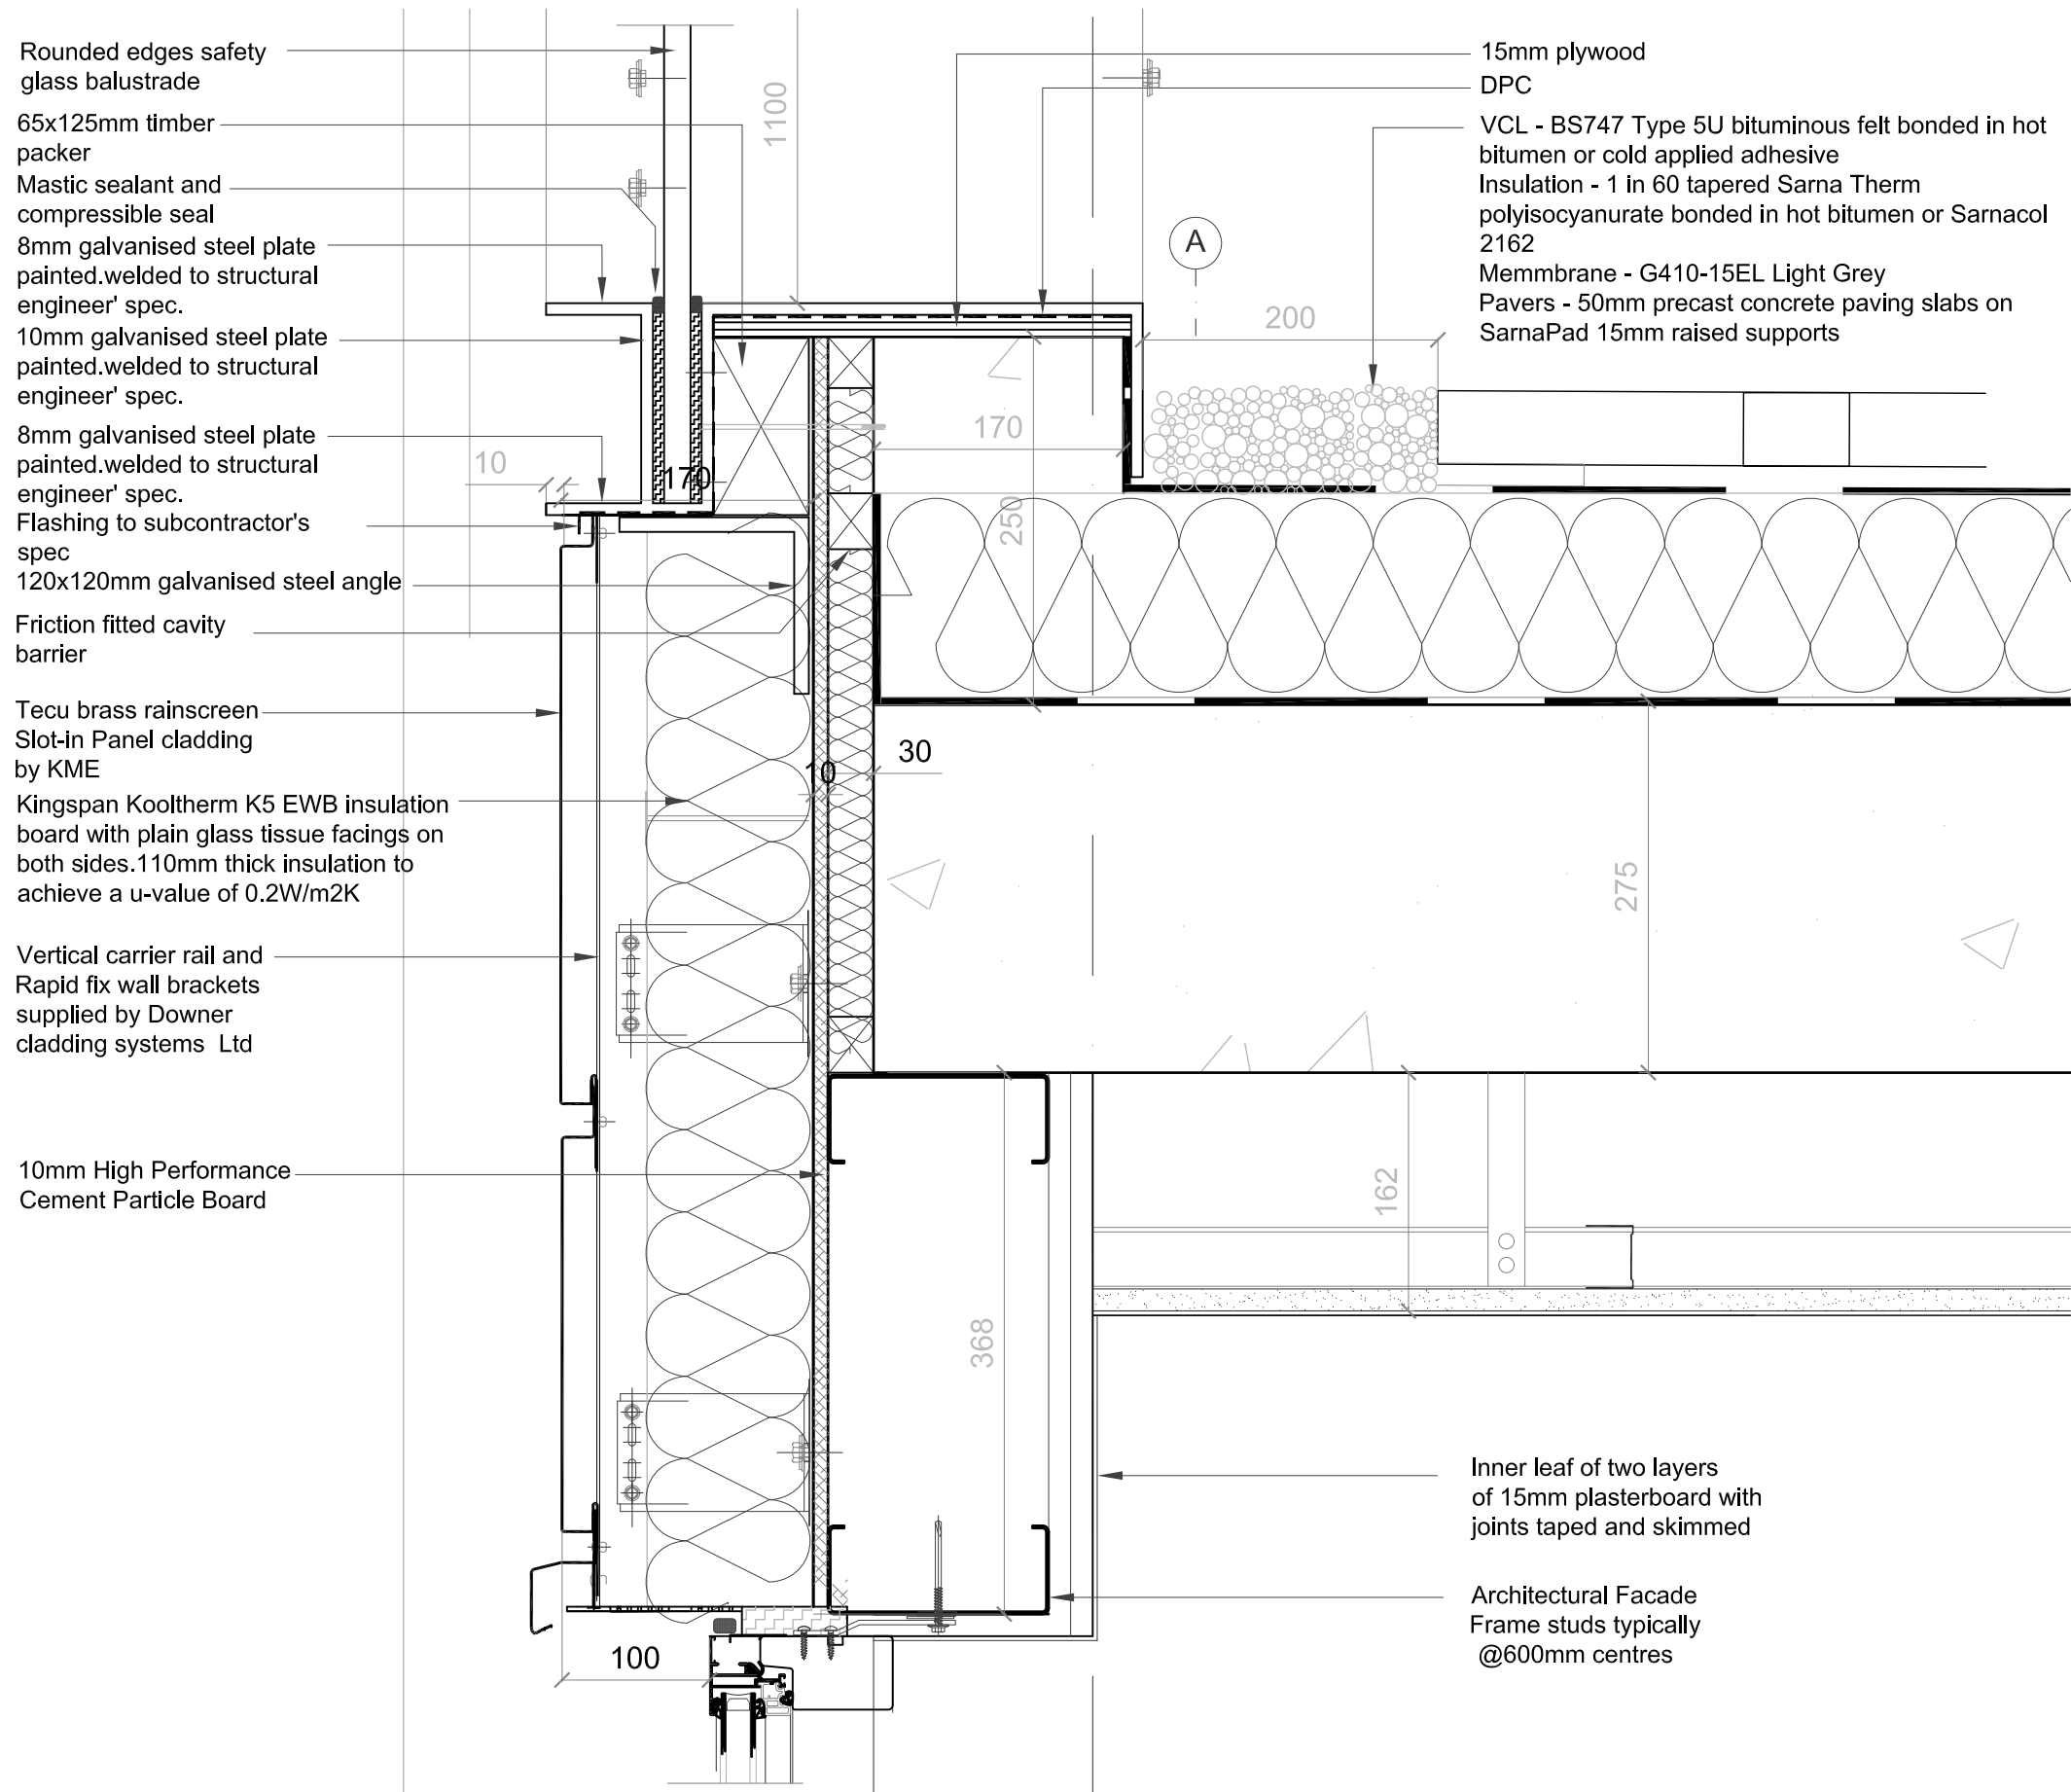 Rounded edges safety
glass balustrade
65x125mm timber
packer
Mastic sealant and
compressible seal
8mm galvanised steel plate
painted.welded to structural
engineer' spec.
10mm galvanised steel plate
painted.welded to structural
engineer' spec.
8mm galvanised steel plate
painted.welded to structural
engineer' spec.
Flashing to subcontractor's
spec
120x120mm galvanised steel angle
Friction fitted cavity
barrier
Tecu brass rainscreen
Slot-in Panel cladding
by KME
Kingspan Kooltherm K5 EWB insulation
board with plain glass tissue facings on
both sides.110mm thick insulation to
achieve a u-value of 0.2W/m2K
Vertical carrier rail and
Rapid fix wall brackets
supplied by Downer
cladding systems  Ltd
10mm High Performance
Cement Particle Board
1100
10
170
170
250
A
200
10
30
275
162
368
100
15mm plywood
DPC
VCL - BS747 Type 5U bituminous felt bonded in hot
bitumen or cold applied adhesive
Insulation - 1 in 60 tapered Sarna Therm
polyisocyanurate bonded in hot bitumen or Sarnacol
2162
Memmbrane - G410-15EL Light Grey
Pavers - 50mm precast concrete paving slabs on
SarnaPad 15mm raised supports
Inner leaf of two layers
of 15mm plasterboard with
joints taped and skimmed
Architectural Facade
Frame studs typically
@600mm centres